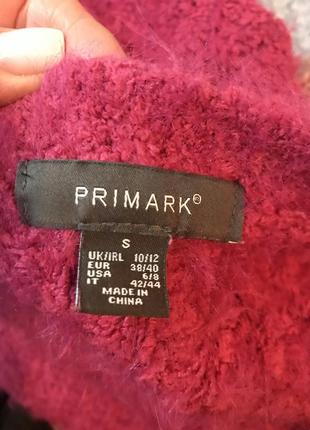 PRIMARK®
S
UK/IRL 10/12
EUR 38/40
USA 6/8
IT 42/44
MADE IN
CHINA